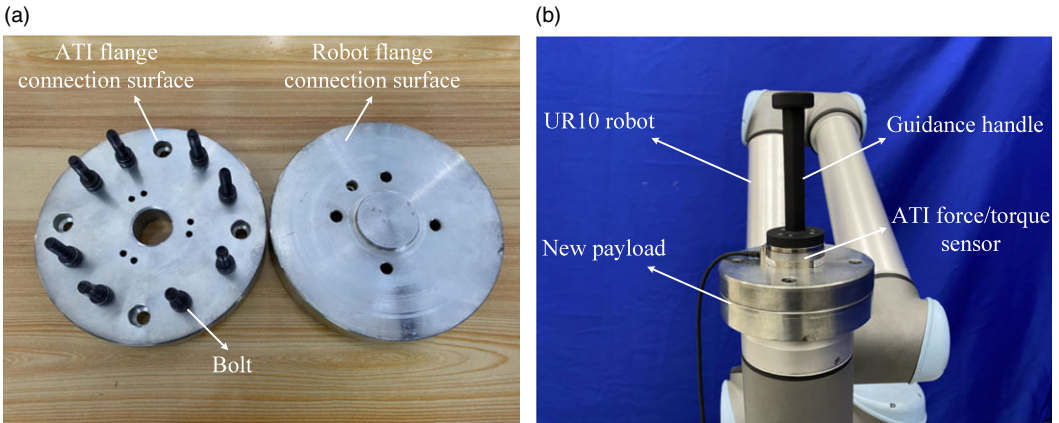 (a)
ATI flange
connection surface
Robot flange
connection surface
Bolt
(b)
UR10 robot
Guidance handle
ATI force/torque
sensor
New payload